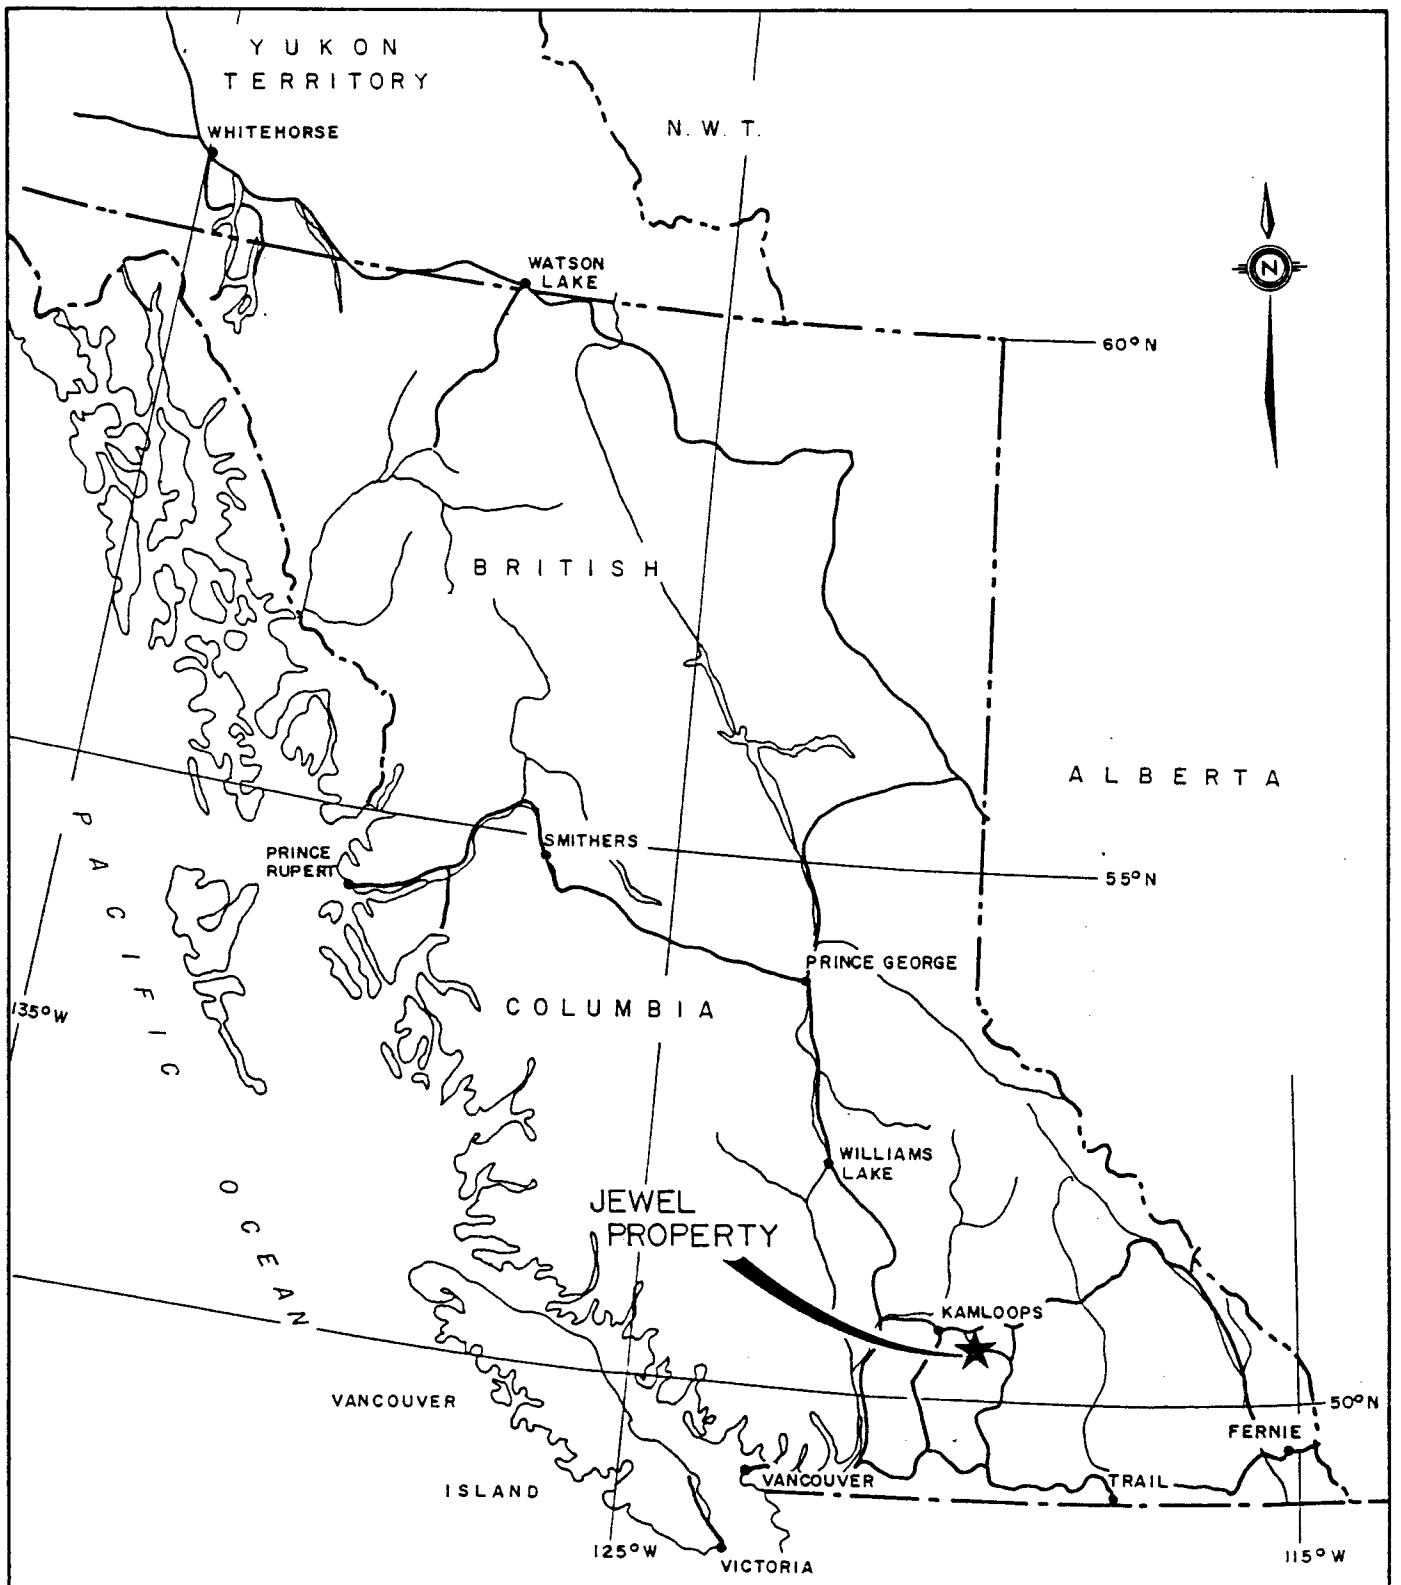 YUKON
TERRITORY
WHITEHORSE
N.W.T.
N
WATSON
LAKE
60°N
BRITISH
ALBERTA
PACIFIC
SMITHERS
PRINCE
RUPERT
55°N
PRINCE GEORGE
COLUMBIA
135°W
WILLIAMS
LAKE
OCEAN
JEWEL
PROPERTY
KAMLOOPS
VANCOUVER
50°N
FERNIE
VANCOUVER
TRAIL
ISLAND
125°W
VICTORIA
115°W